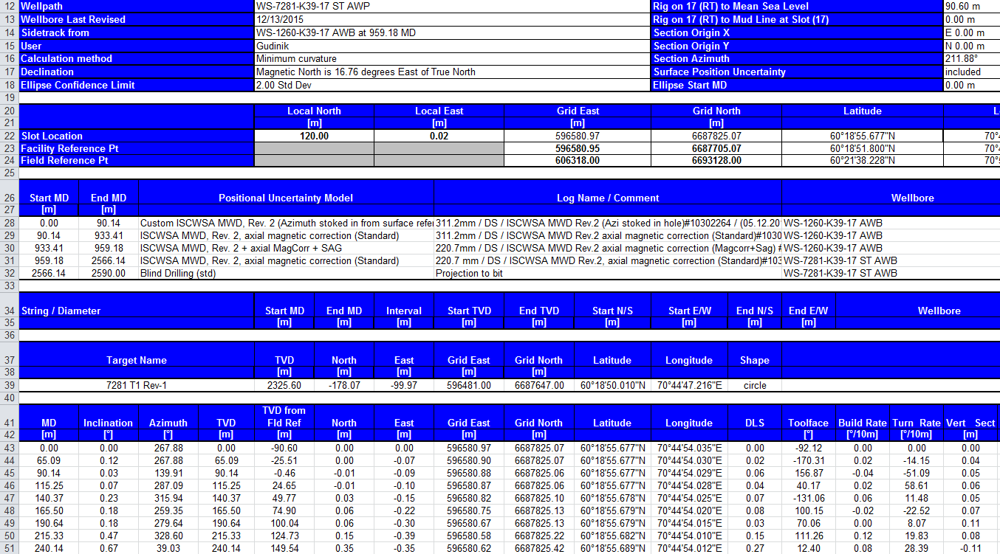 12 Wellpath WS-7281-K39-17 ST AWP Rig on 17 (RT) to Mean Sea Level 90.60 m
13 Wellbore Last Revised 12/13/2015 Rig on 17 (RT) to Mud Line at Slot (17) 0.00 m
14 Sidetrack from WS-1260-K39-17 AWB at 959.18 MD Section Origin X E 0.00 m
15 User Gudinik Section Origin Y N 0.00 m
16 Calculation method Minimum curvature Section Azimuth 211.88°
17 Declination Magnetic North is 16.76 degrees East of True North Surface Position Uncertainty included
18 Ellipse Confidence Limit 2.00 Std Dev Ellipse Start MD 0.00 m
19
20 Local North Local East Grid East Grid North Latitude L
21 [m] [m] [m] [m]
22 Slot Location 120.00 0.02 596580.97 6687825.07 60°18'55.677"N 70°4
23 Facility Reference Pt 596580.95 6687705.07 60°18'51.800"N 70°4
24 Field Reference Pt 606318.00 6693128.00 60°21'38.228"N 70°5
25
26 Start MD End MD Positional Uncertainty Model Log Name / Comment Wellbore
27 [m] [m]
28 0.00 90.14 Custom ISCWSA MWD, Rev. 2 (Azimuth stoked in from surface refe 311.2mm / DS / ISCWSA MWD Rev.2 (Azi stoked in hole)#10302264 / (05.12.20 WS-1260-K39-17 AWB
29 90.14 933.41 ISCWSA MWD, Rev. 2, axial magnetic correction (Standard) 311.2mm / DS / ISCWSA MWD Rev.2 axial magnetic correction (Standard)#1030 WS-1260-K39-17 AWB
30 933.41 959.18 ISCWSA MWD, Rev. 2 + axial MagCorr + SAG 220.7mm / DS / ISCWSA MWD Rev.2 axial magnetic correction (Magcorr+Sag) # WS-1260-K39-17 AWB
31 959.18 2566.14 ISCWSA MWD, Rev. 2, axial magnetic correction (Standard) 220.7 mm / DS / ISCWSA MWD Rev.2, axial magnetic correction (Standard)#103 WS-7281-K39-17 ST AWB
32 2566.14 2590.00 Blind Drilling (std) Projection to bit WS-7281-K39-17 ST AWB
33
34 String / Diameter Start MD End MD Interval Start TVD End TVD Start N/S Start E/W End N/S End E/W Wellbore
35 [m] [m] [m] [m] [m] [m] [m] [m] [m]
36
37 Target Name TVD North East Grid East Grid North Latitude Longitude Shape
38 [m] [m] [m] [m] [m]
39 7281 T1 Rev-1 2325.60 -178.07 -99.97 596481.00 6687647.00 60°18'50.010"N 70°44'47.216"E circle
40
TVD from
41 MD Inclination Azimuth TVD Fld Ref North East Grid East Grid North Latitude Longitude DLS Toolface Build Rate Turn Rate Vert Sect
42 [m] [°] [°] [m] [m] [m] [m] [m] [m] [°] [°/10m] [°/10m] [m]
43 0.00 0.00 267.88 0.00 -90.60 0.00 0.00 596580.97 6687825.07 60°18'55.677"N 70°44'54.035"E 0.00 -92.12 0.00 0.00 0.00
44 65.09 0.12 267.88 65.09 -25.51 0.00 -0.07 596580.90 6687825.07 60°18'55.677"N 70°44'54.030"E 0.02 -170.31 0.02 -14.15 0.04
45 90.14 0.03 139.91 90.14 -0.46 -0.01 -0.09 596580.88 6687825.06 60°18'55.677"N 70°44'54.029"E 0.06 156.87 -0.04 -51.09 0.05
46 115.25 0.07 287.09 115.25 24.65 -0.01 -0.10 596580.87 6687825.06 60°18'55.677"N 70°44'54.028"E 0.04 40.17 0.02 58.61 0.06
47 140.37 0.23 315.94 140.37 49.77 0.03 -0.15 596580.82 6687825.10 60°18'55.678"N 70°44'54.025"E 0.07 -131.06 0.06 11.48 0.05
48 165.50 0.18 259.35 165.50 74.90 0.06 -0.22 596580.75 6687825.13 60°18'55.679"N 70°44'54.020"E 0.08 100.15 -0.02 -22.52 0.07
49 190.64 0.18 279.64 190.64 100.04 0.06 -0.30 596580.67 6687825.13 60°18'55.679"N 70°44'54.015"E 0.03 70.06 0.00 8.07 0.11
50 215.33 0.47 328.60 215.33 124.73 0.15 -0.39 596580.58 6687825.22 60°18'55.682"N 70°44'54.010"E 0.15 111.26 0.12 19.83 0.08
51 240.14 0.67 39.03 240.14 149.54 0.35 -0.35 596580.62 6687825.42 60°18'55.689"N 70°44'54.012"E 0.27 12.40 0.08 28.39 -0.11